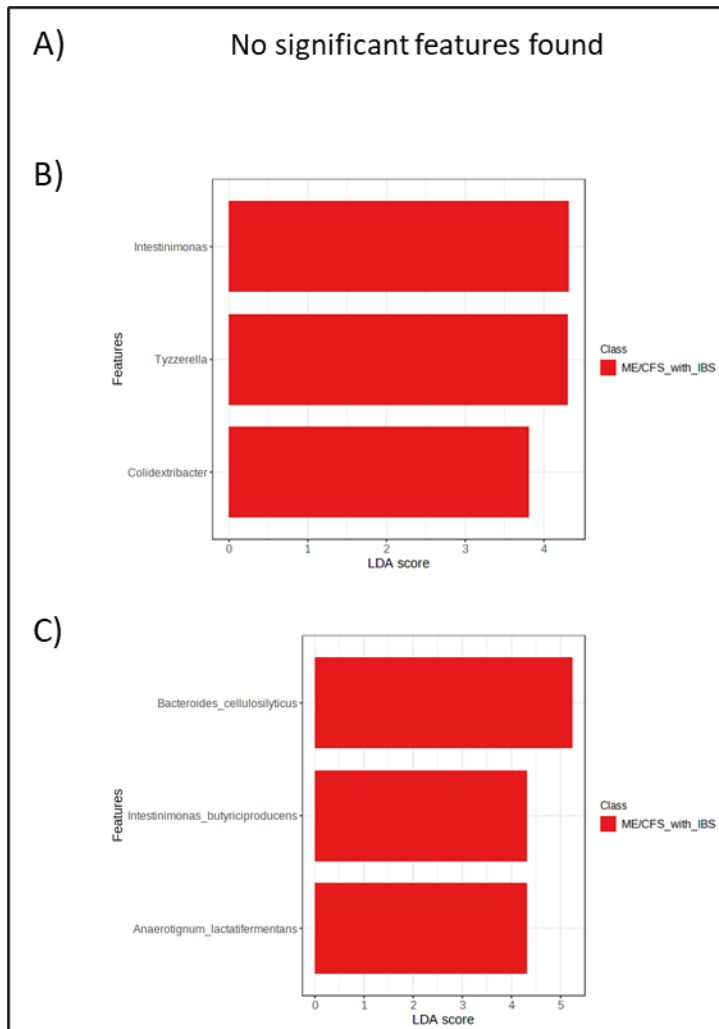 A) No significant features found
B)
Intestinimonas
Tyzzerella
Colidextribacter
Features
0 1 2 3 4
LDA score
Class
ME/CFS_with_IBS
C)
Bacteroides_cellulosilyticus
Intestinimonas_butyriciproducens
Anaerotignum_lactatifermentans
Features
0 1 2 3 4 5
LDA score
Class
ME/CFS_with_IBS